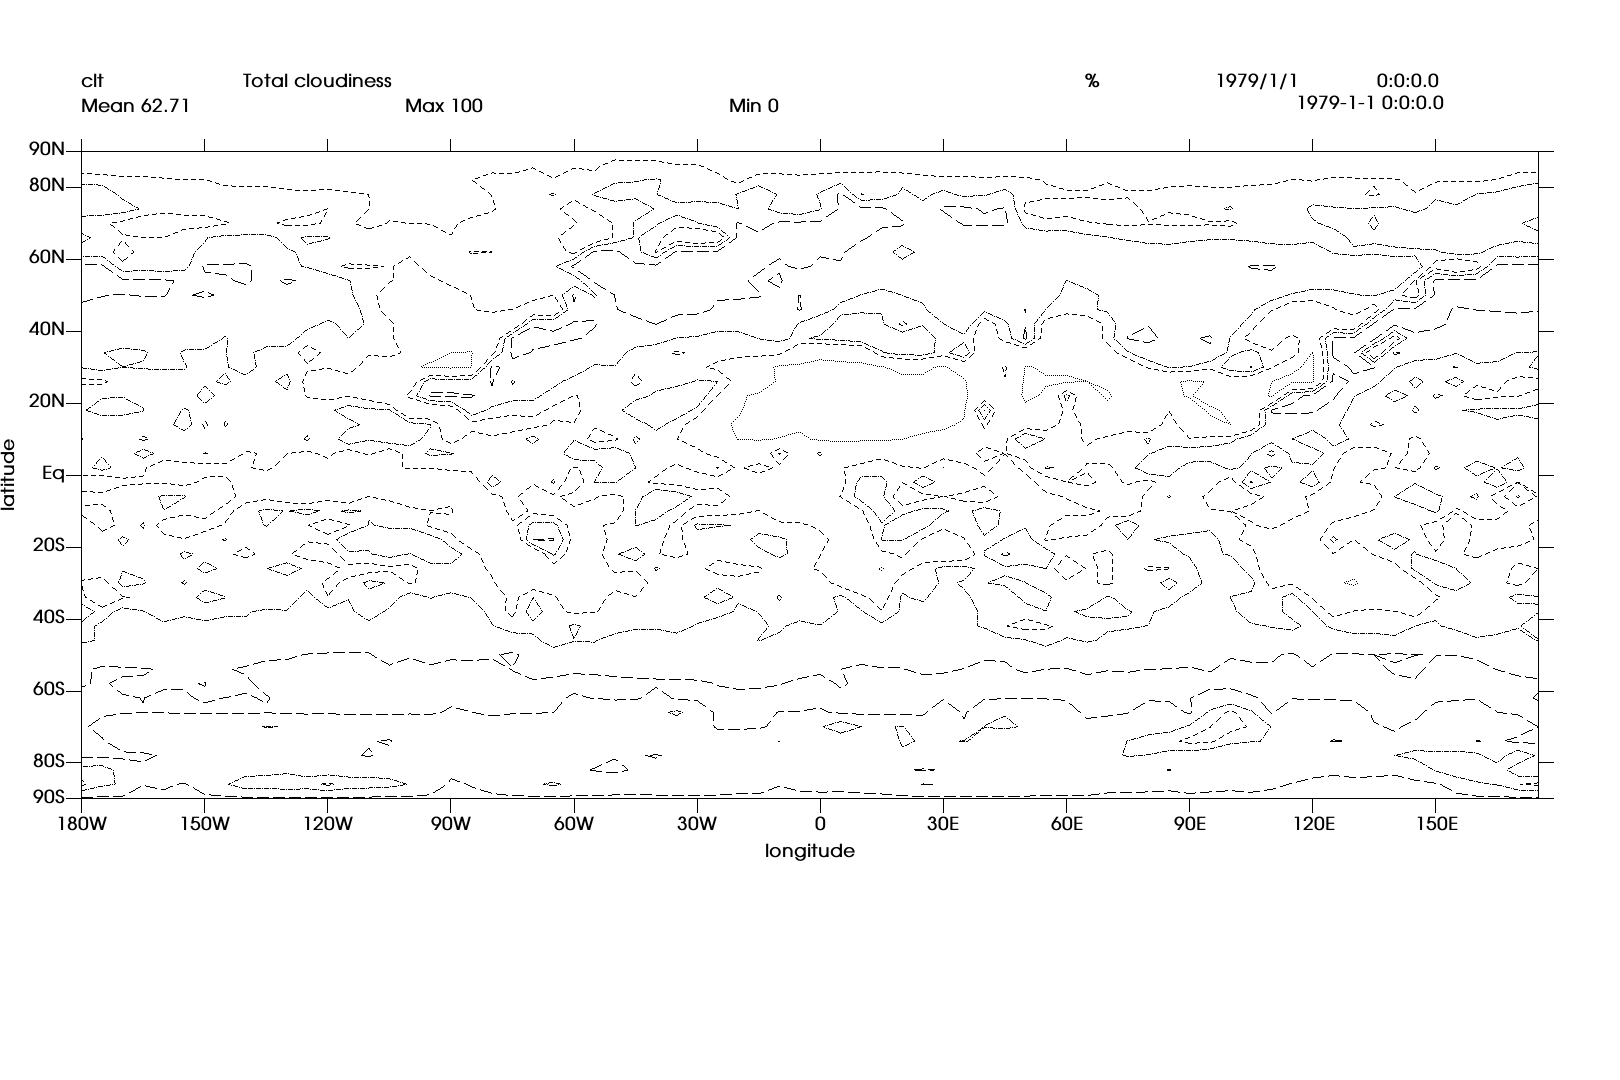 clt Total cloudiness % 1979/1/1 0:0:0.0
Mean 62.71 Max 100 Min 0 1979-1-1 0:0:0.0
90N
80N
60N
40N
20N
Eq
20S
40S
60S
80S
90S
latitude
180W 150W 120W 90W 60W 30W 0 30E 60E 90E 120E 150E
longitude